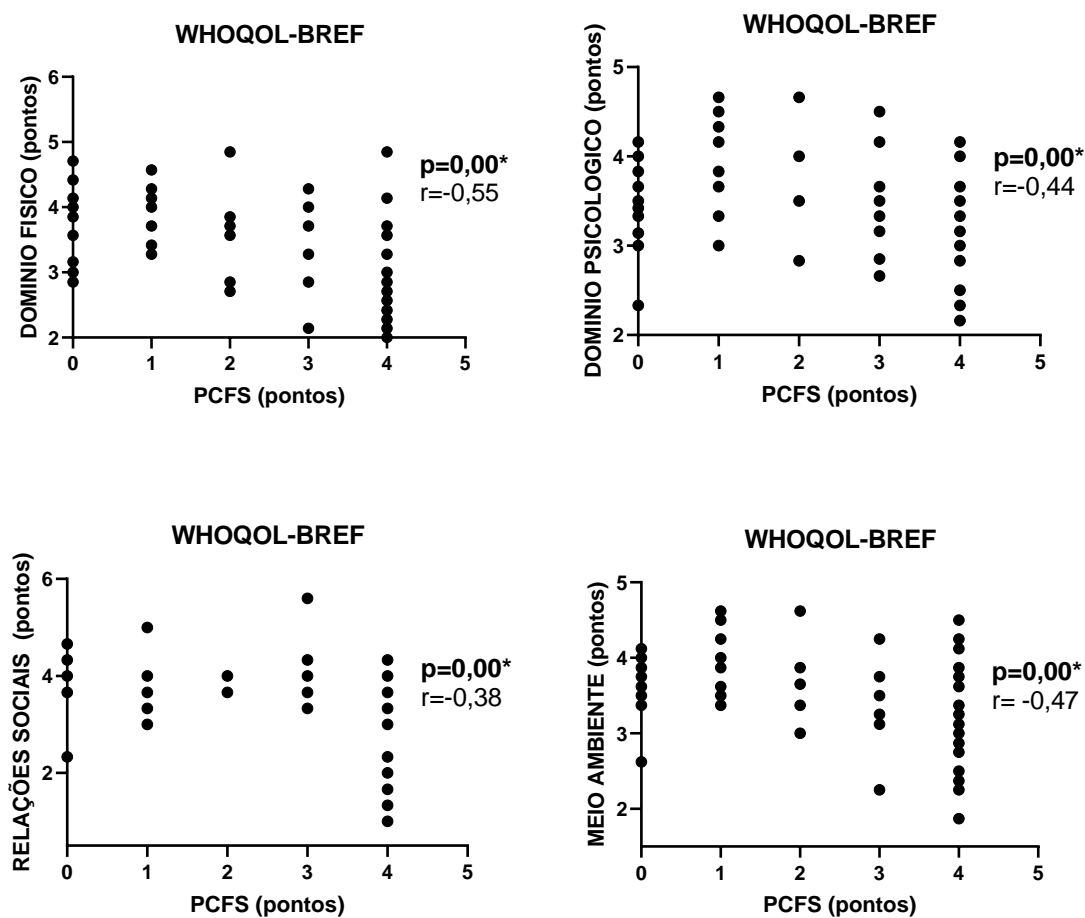 WHOQOL-BREF
DOMINIO FISICO (pontos)
6
5
4
3
2
0 1 2 3 4 5
PCFS (pontos)
p=0,00*
r=-0,55
WHOQOL-BREF
DOMINIO PSICOLOGICO (pontos)
5
4
3
2
0 1 2 3 4 5
PCFS (pontos)
p=0,00*
r=-0,44
WHOQOL-BREF
RELAÇÕES SOCIAIS (pontos)
6
4
2
0 1 2 3 4 5
PCFS (pontos)
p=0,00*
r=-0,38
WHOQOL-BREF
MEIO AMBIENTE (pontos)
5
4
3
2
0 1 2 3 4 5
PCFS (pontos)
p=0,00*
r= -0,47